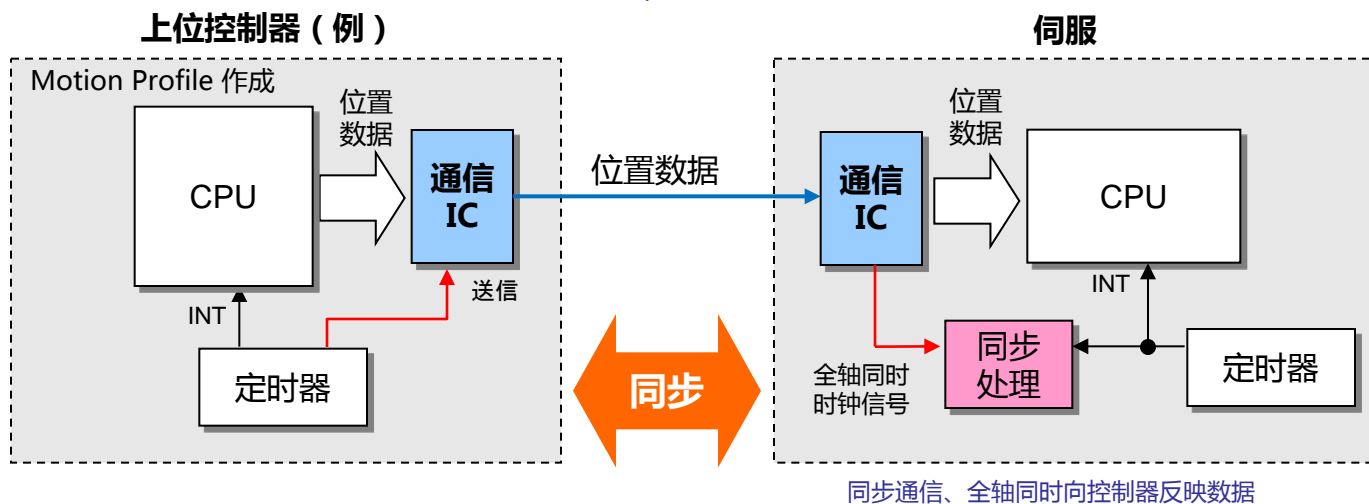 上位控制器（例）
Motion Profile 作成
位置
数据
CPU
通信
IC
INT
送信
定时器
位置数据
同步
伺服
位置
数据
通信
IC
CPU
INT
同步
处理
全轴同时
时钟信号
定时器
同步通信、全轴同时向控制器反映数据